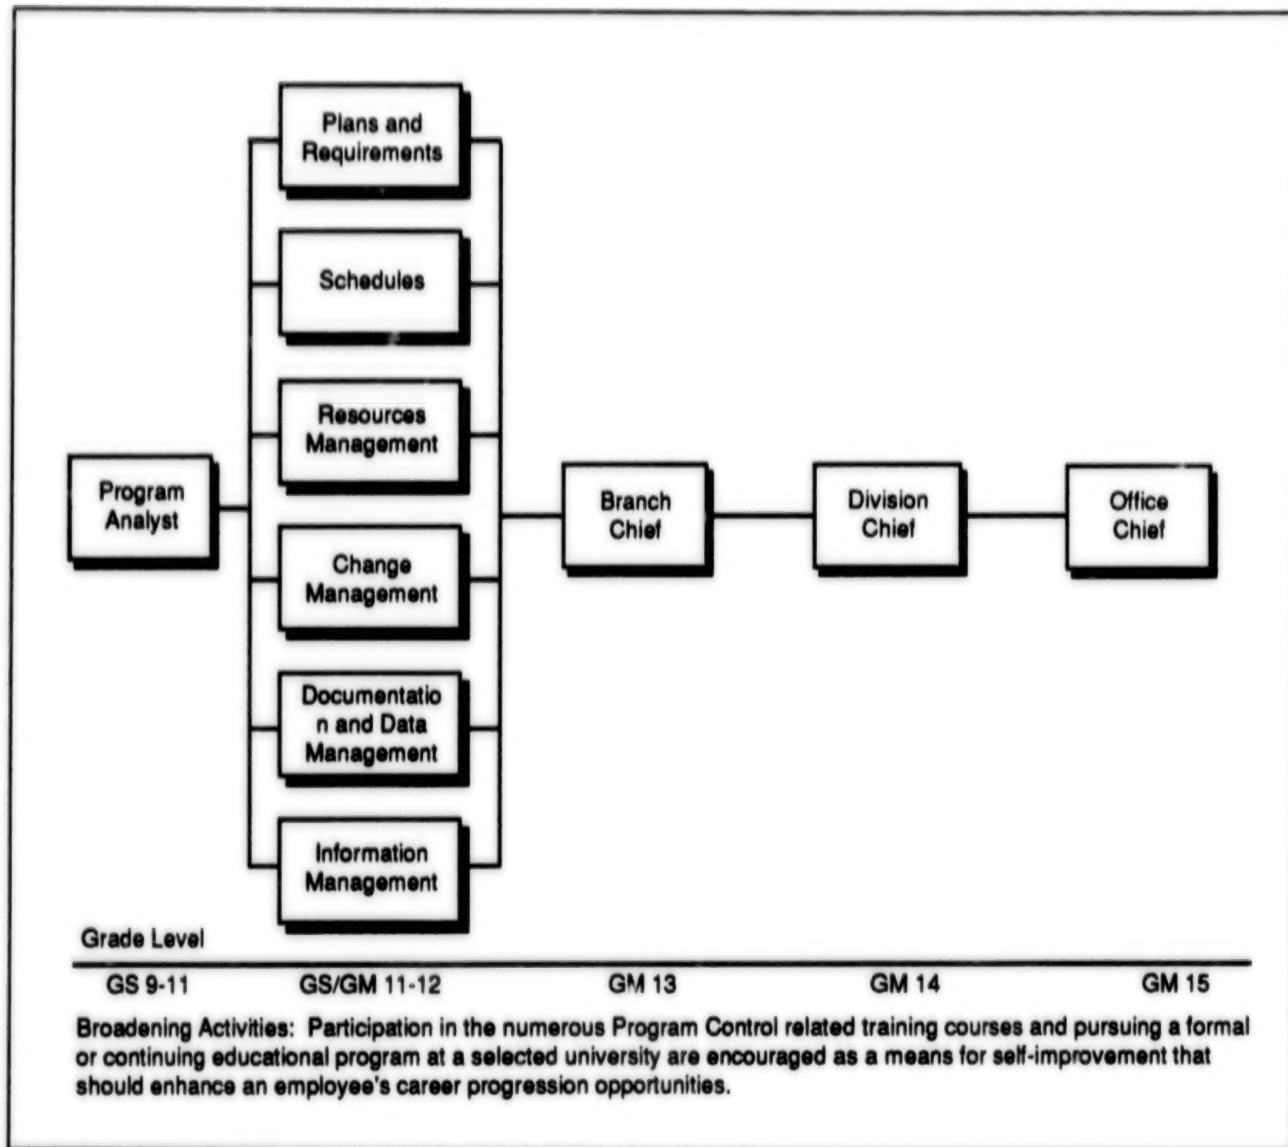 Plans and
Requirements
Schedules
Resources
Management
Program
Analyst
Change
Management
Documentatio
n and Data
Management
Information
Management
Branch
Chief
Division
Chief
Office
Chief
Grade Level
GS 9-11
GS/GM 11-12
GM 13
GM 14
GM 15
Broadening Activities: Participation in the numerous Program Control related training courses and pursuing a formal
or continuing educational program at a selected university are encouraged as a means for self-improvement that
should enhance an employee's career progression opportunities.